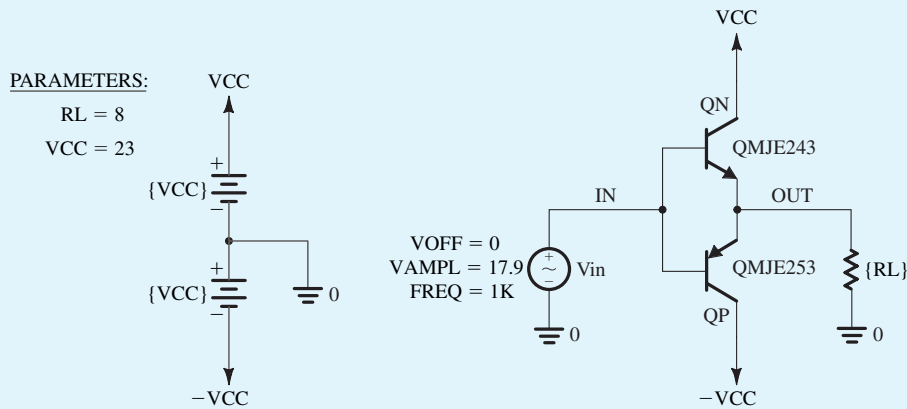 PARAMETERS:
RL = 8
VCC = 23
VCC
+
{VCC}
−
+
{VCC}
−
0
−VCC
VCC
QN
QMJE243
IN
OUT
VOFF = 0
VAMPL = 17.9
FREQ = 1K
+
~
−
Vin
0
QMJE253
QP
{RL}
0
−VCC